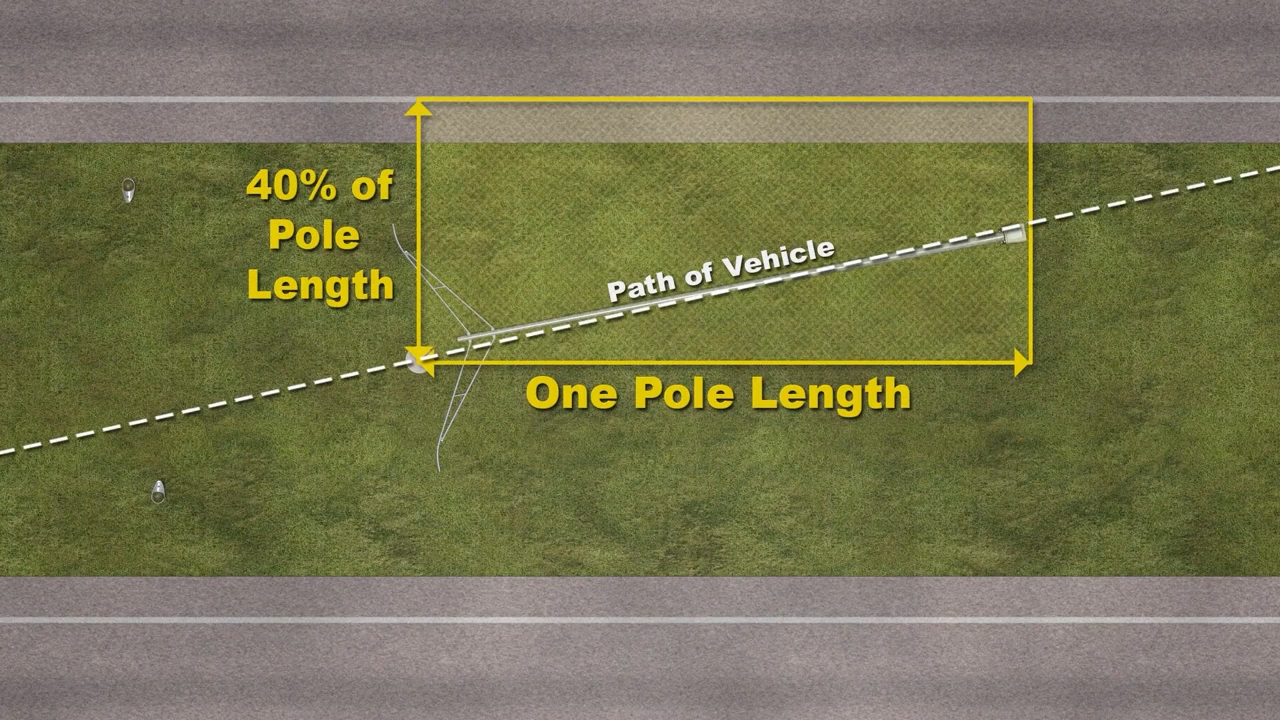 40% of
Pole
Length
Path of Vehicle
One Pole Length